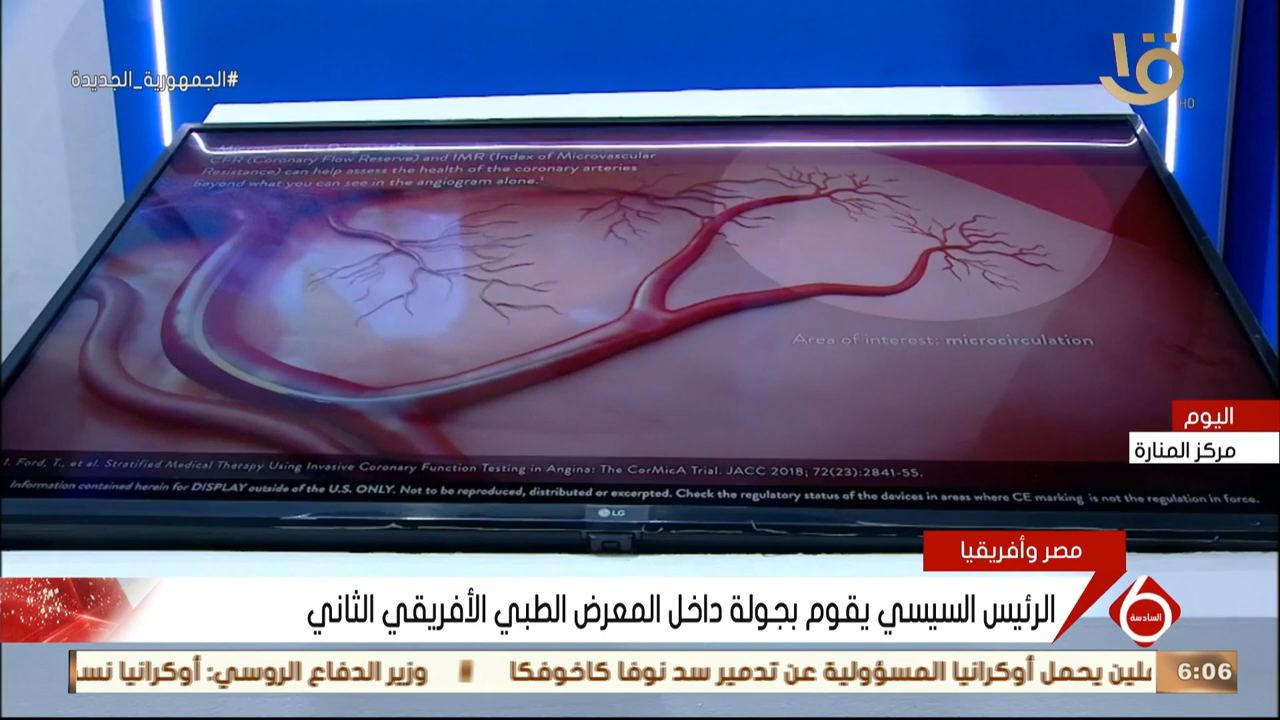 #الجمهورية_الجديدة
HD
CFR (Coronary Flow Reserve) and IMR (Index of Microvascular
Resistance) can help assess the health of the coronary arteries
beyond what you can see in the angiogram alone.¹
Area of interest: microcirculation
اليوم
مركز المنارة
1. Ford, T., et al. Stratified Medical Therapy Using Invasive Coronary Function Testing in Angina: The CorMicA Trial. JACC 2018; 72(23):2841-55.
Information contained herein for DISPLAY outside of the U.S. ONLY. Not to be reproduced, distributed or excerpted. Check the regulatory status of the devices in areas where CE marking is not the regulation in force.
LG
مصر وأفريقيا
السادسة
الرئيس السيسي يقوم بجولة داخل المعرض الطبي الأفريقي الثاني
6:06
يحمل أوكرانيا المسؤولية عن تدمير سد نوفا كاخوفكا
وزير الدفاع الروسي: أوكرانيا